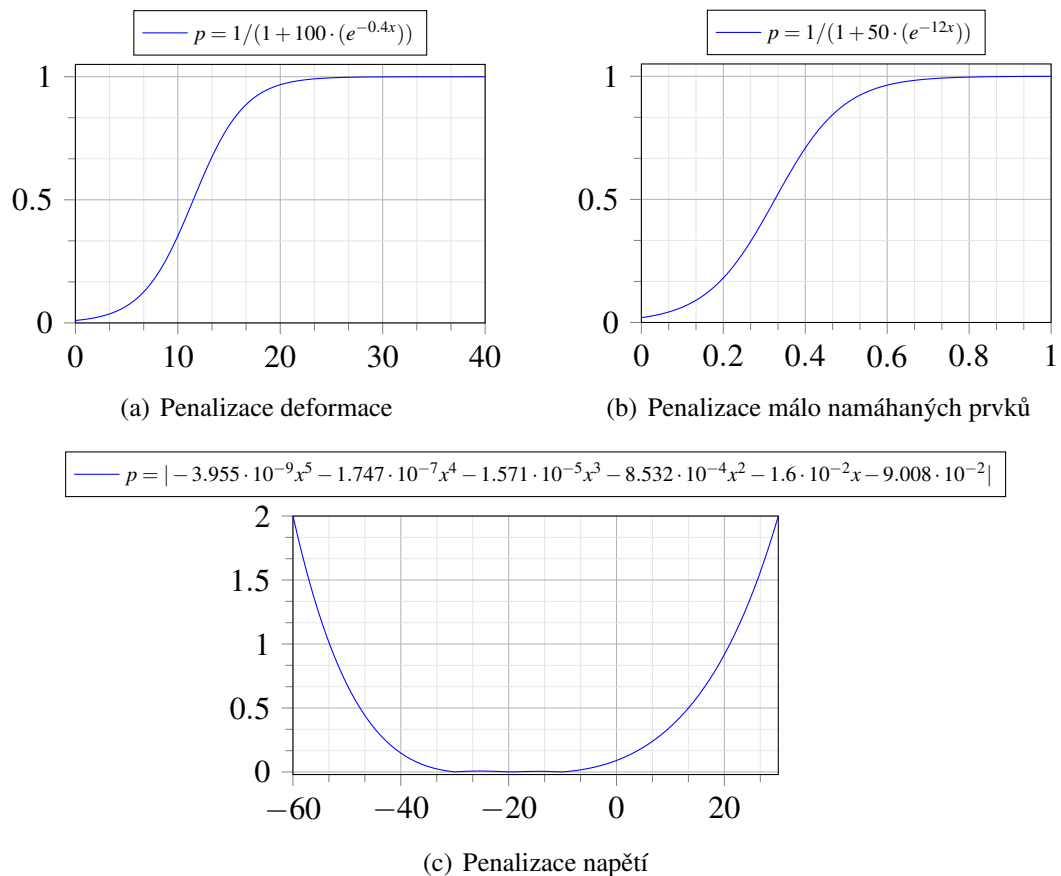 p = 1/(1 + 100 · (e^{−0.4x}))
1
0.5
0
0 10 20 30 40
(a) Penalizace deformace
p = 1/(1 + 50 · (e^{−12x}))
1
0.5
0
0 0.2 0.4 0.6 0.8 1
(b) Penalizace málo namáhaných prvků
p = | − 3.955 · 10^{−9}x^5 − 1.747 · 10^{−7}x^4 − 1.571 · 10^{−5}x^3 − 8.532 · 10^{−4}x^2 − 1.6 · 10^{−2}x − 9.008 · 10^{−2}|
2
1.5
1
0.5
0
−60 −40 −20 0 20
(c) Penalizace napětí